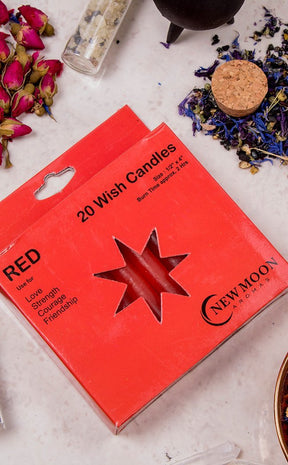 20 Wish Candles
Size - 1/2" x 4"
Burn Time approx. 2 Hrs
RED
Use for
Love
Strength
Courage
Friendship
NEW MOON
AROMAS